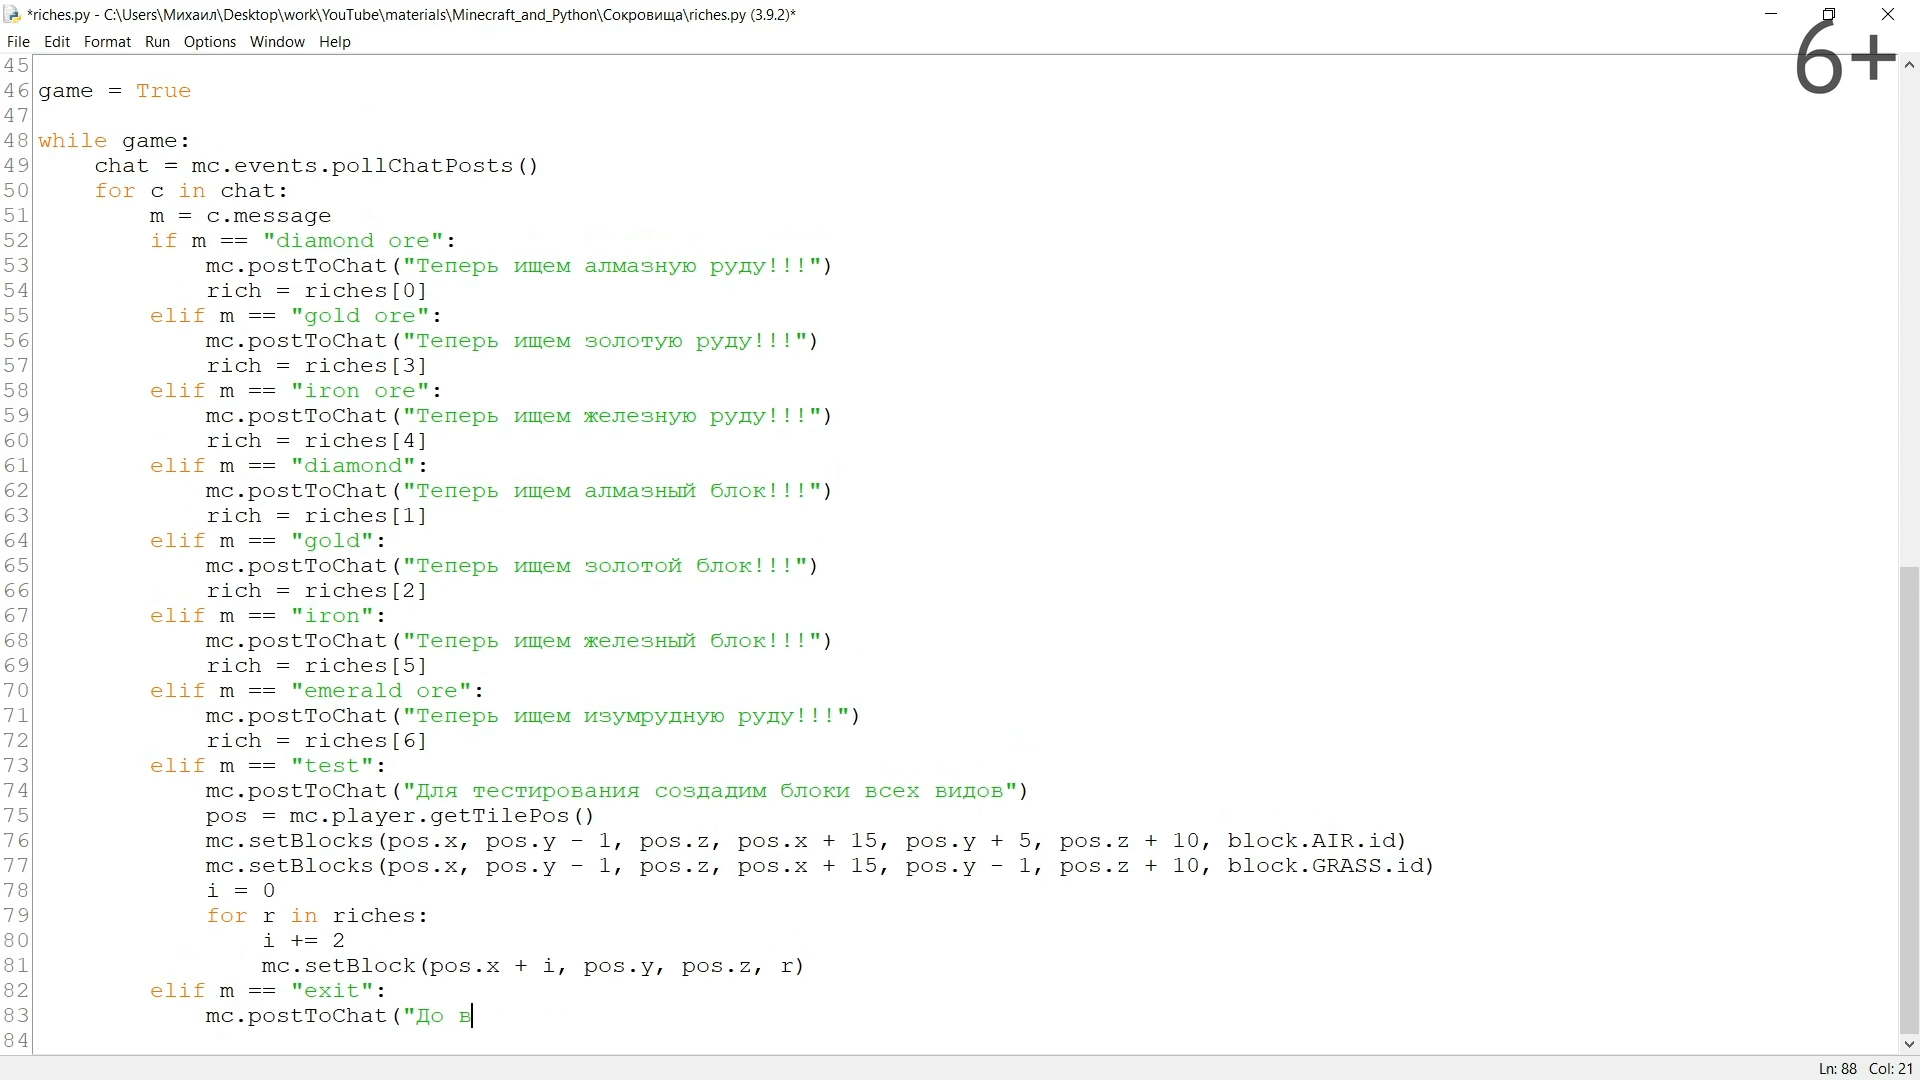 *riches.py - C:\Users\Михаил\Desktop\work\YouTube\materials\Minecraft_and_Python\Сокровища\riches.py (3.9.2)*
6+
File Edit Format Run Options Window Help
45
46 game = True
47
48 while game:
49     chat = mc.events.pollChatPosts()
50     for c in chat:
51         m = c.message
52         if m == "diamond ore":
53             mc.postToChat("Теперь ищем алмазную руду!!!")
54             rich = riches[0]
55         elif m == "gold ore":
56             mc.postToChat("Теперь ищем золотую руду!!!")
57             rich = riches[3]
58         elif m == "iron ore":
59             mc.postToChat("Теперь ищем железную руду!!!")
60             rich = riches[4]
61         elif m == "diamond":
62             mc.postToChat("Теперь ищем алмазный блок!!!")
63             rich = riches[1]
64         elif m == "gold":
65             mc.postToChat("Теперь ищем золотой блок!!!")
66             rich = riches[2]
67         elif m == "iron":
68             mc.postToChat("Теперь ищем железный блок!!!")
69             rich = riches[5]
70         elif m == "emerald ore":
71             mc.postToChat("Теперь ищем изумрудную руду!!!")
72             rich = riches[6]
73         elif m == "test":
74             mc.postToChat("Для тестирования создадим блоки всех видов")
75             pos = mc.player.getTilePos()
76             mc.setBlocks(pos.x, pos.y - 1, pos.z, pos.x + 15, pos.y + 5, pos.z + 10, block.AIR.id)
77             mc.setBlocks(pos.x, pos.y - 1, pos.z, pos.x + 15, pos.y - 1, pos.z + 10, block.GRASS.id)
78             i = 0
79             for r in riches:
80                 i += 2
81                 mc.setBlock(pos.x + i, pos.y, pos.z, r)
82         elif m == "exit":
83             mc.postToChat("До в
84
Ln: 88 Col: 21